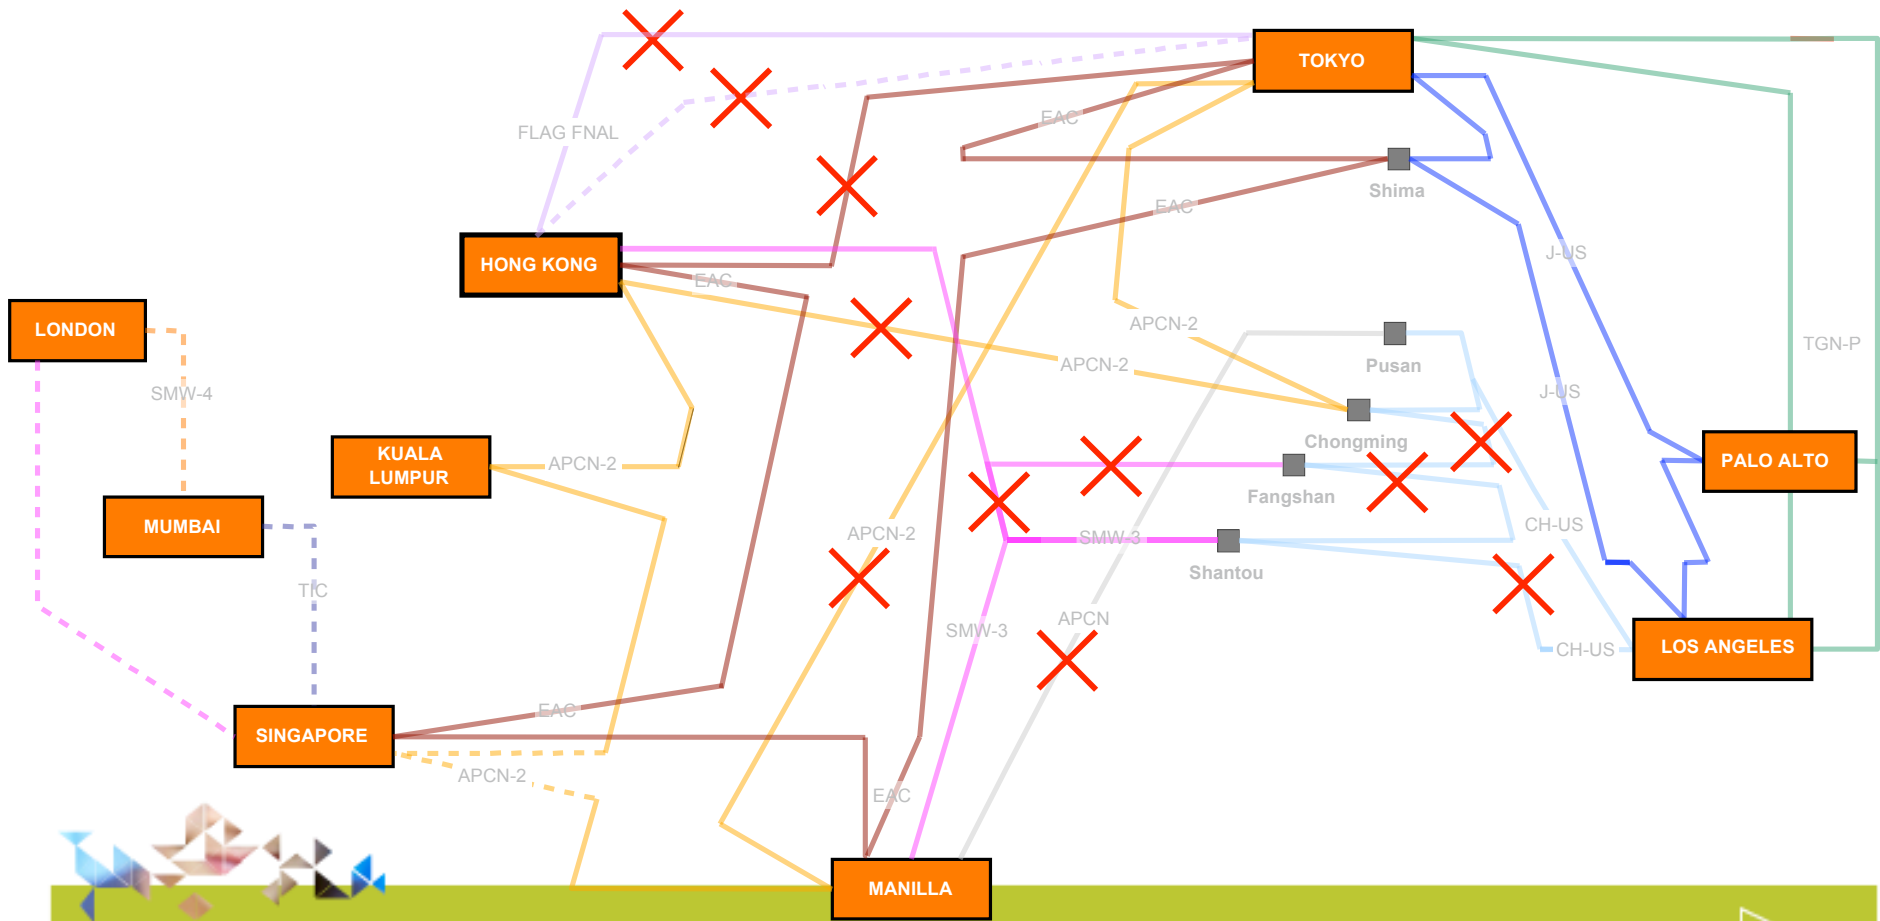 TOKYO
EAC
FLAG FNAL
Shima
EAC
HONG KONG
J-US
EAC
LONDON
APCN-2
TGN-P
APCN-2
Pusan
SMW-4
J-US
Chongming
KUALA
LUMPUR
APCN-2
PALO ALTO
Fangshan
MUMBAI
APCN-2
SMW-3
CH-US
Shantou
TIC
APCN
SMW-3
CH-US
LOS ANGELES
EAC
SINGAPORE
APCN-2
EAC
MANILLA